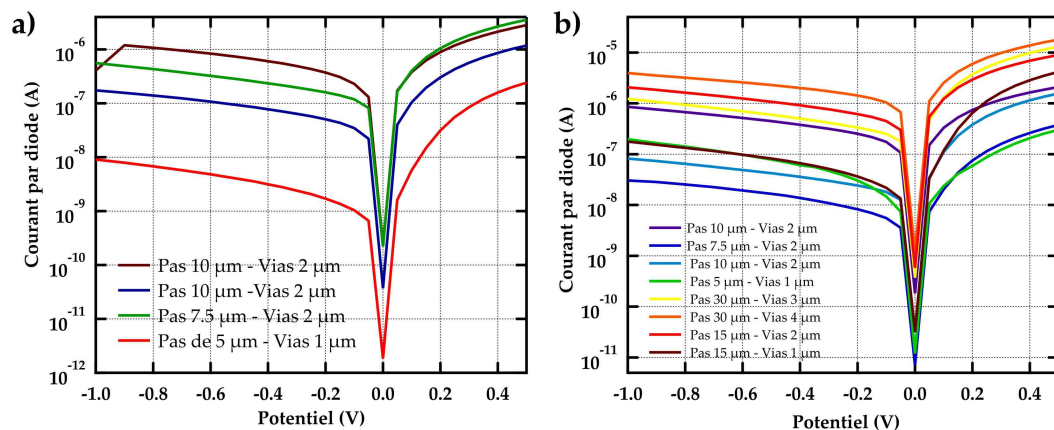 a)
Courant par diode (A)
10-6
10-7
10-8
10-9
10-10
10-11
10-12
Pas 10 µm - Vias 2 µm
Pas 10 µm -Vias 2 µm
Pas 7.5 µm - Vias 2 µm
Pas de 5 µm - Vias 1 µm
-1.0 -0.8 -0.6 -0.4 -0.2 0.0 0.2 0.4
Potentiel (V)
b)
Courant par diode (A)
10-5
10-6
10-7
10-8
10-9
10-10
10-11
Pas 10 µm - Vias 2 µm
Pas 7.5 µm - Vias 2 µm
Pas 10 µm - Vias 2 µm
Pas 5 µm - Vias 1 µm
Pas 30 µm - Vias 3 µm
Pas 30 µm - Vias 4 µm
Pas 15 µm - Vias 2 µm
Pas 15 µm - Vias 1 µm
-1.0 -0.8 -0.6 -0.4 -0.2 0.0 0.2 0.4
Potentiel (V)